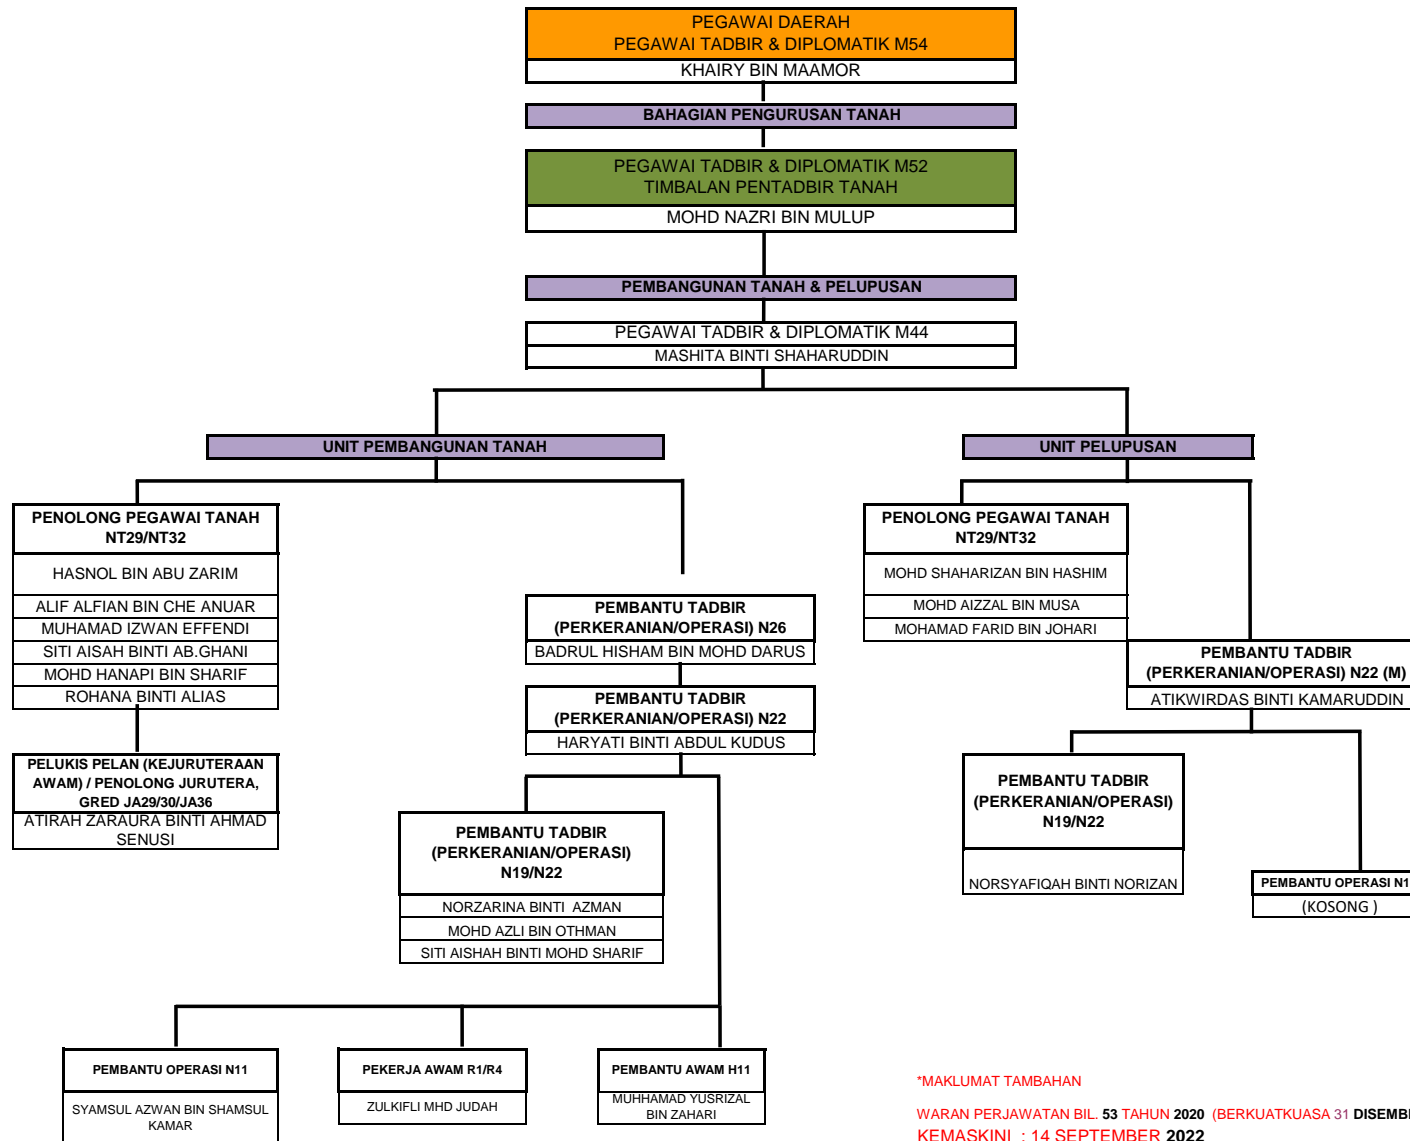 PEGAWAI DAERAH
PEGAWAI TADBIR & DIPLOMATIK M54
KHAIRY BIN MAAMOR
BAHAGIAN PENGURUSAN TANAH
PEGAWAI TADBIR & DIPLOMATIK M52
TIMBALAN PENTADBIR TANAH
MOHD NAZRI BIN MULUP
PEMBANGUNAN TANAH & PELUPUSAN
PEGAWAI TADBIR & DIPLOMATIK M44
MASHITA BINTI SHAHARUDDIN
UNIT PEMBANGUNAN TANAH
PENOLONG PEGAWAI TANAH
NT29/NT32
HASNOL BIN ABU ZARIM
ALIF ALFIAN BIN CHE ANUAR
MUHAMAD IZWAN EFFENDI
SITI AISAH BINTI AB.GHANI
MOHD HANAPI BIN SHARIF
ROHANA BINTI ALIAS
PELUKIS PELAN (KEJURUTERAAN
AWAM) / PENOLONG JURUTERA,
GRED JA29/30/JA36
ATIRAH ZARAURA BINTI AHMAD
SENUSI
PEMBANTU TADBIR
(PERKERANIAN/OPERASI) N26
BADRUL HISHAM BIN MOHD DARUS
PEMBANTU TADBIR
(PERKERANIAN/OPERASI) N22
HARYATI BINTI ABDUL KUDUS
PEMBANTU TADBIR
(PERKERANIAN/OPERASI)
N19/N22
NORZARINA BINTI  AZMAN
MOHD AZLI BIN OTHMAN
SITI AISHAH BINTI MOHD SHARIF
PEMBANTU OPERASI N11
SYAMSUL AZWAN BIN SHAMSUL
KAMAR
PEKERJA AWAM R1/R4
ZULKIFLI MHD JUDAH
PEMBANTU AWAM H11
MUHHAMAD YUSRIZAL
BIN ZAHARI
UNIT PELUPUSAN
PENOLONG PEGAWAI TANAH
NT29/NT32
MOHD SHAHARIZAN BIN HASHIM
MOHD AIZZAL BIN MUSA
MOHAMAD FARID BIN JOHARI
PEMBANTU TADBIR
(PERKERANIAN/OPERASI) N22 (M)
ATIKWIRDAS BINTI KAMARUDDIN
PEMBANTU TADBIR
(PERKERANIAN/OPERASI)
N19/N22
NORSYAFIQAH BINTI NORIZAN
PEMBANTU OPERASI
(KOSONG )
*MAKLUMAT TAMBAHAN
WARAN PERJAWATAN BIL. 53 TAHUN 2020  (BERKUATKUASA 31
KEMASKINI  : 14 SEPTEMBER 2022